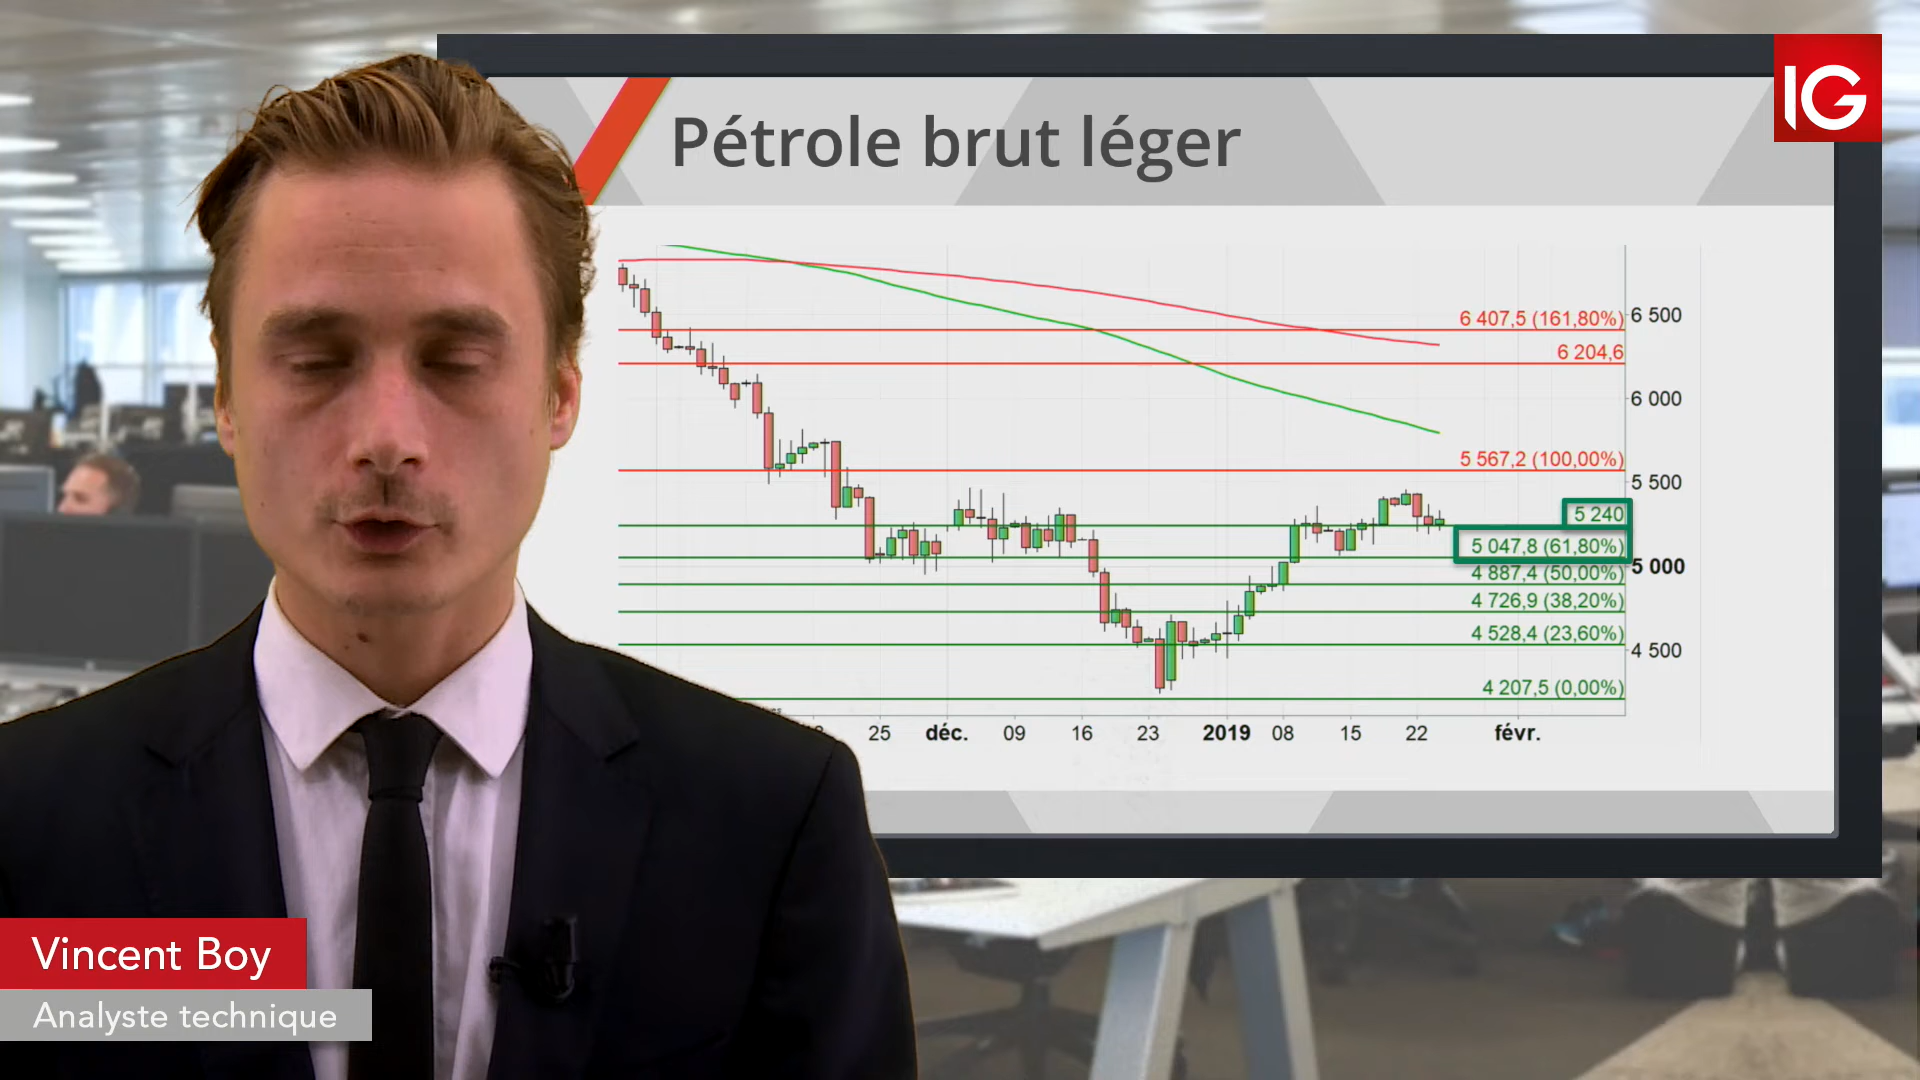 IG
Pétrole brut léger
6 407,5 (161,80%)
6 500
6 204,6
6 000
5 567,2 (100,00%)
5 500
5 240
5 047,8 (61,80%)
5 000
4 887,4 (50,00%)
4 726,9 (38,20%)
4 528,4 (23,60%)
4 500
4 207,5 (0,00%)
25 déc. 09 16 23 2019 08 15 22 févr.
Vincent Boy
Analyste technique